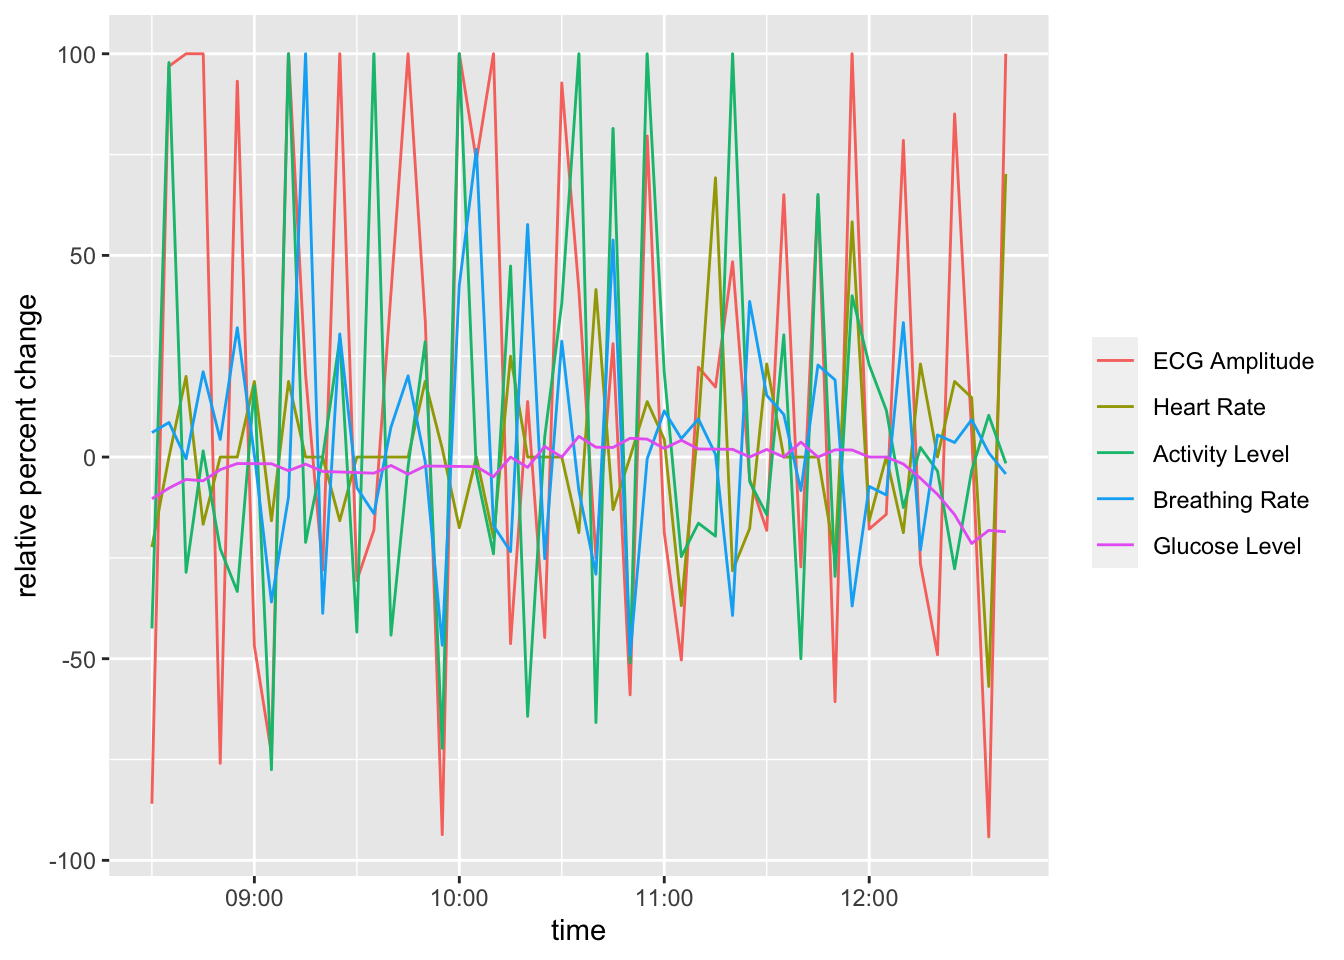 relative percent change
100
50
0
-50
-100
09:00
10:00
11:00
12:00
time
ECG Amplitude
Heart Rate
Activity Level
Breathing Rate
Glucose Level